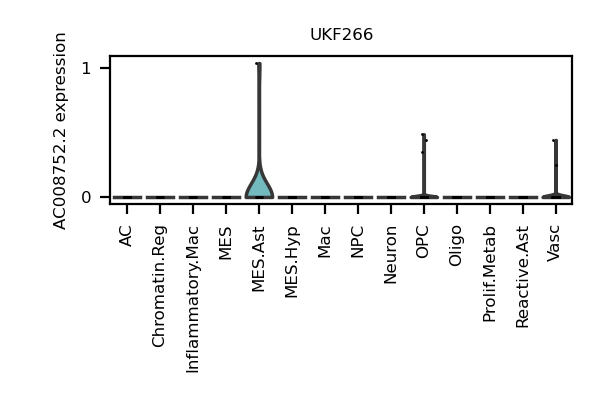 UKF266
AC008752.2 expression
1
0
AC
Chromatin.Reg
Inflammatory.Mac
MES
MES.Ast
MES.Hyp
Mac
NPC
Neuron
OPC
Oligo
Prolif.Metab
Reactive.Ast
Vasc